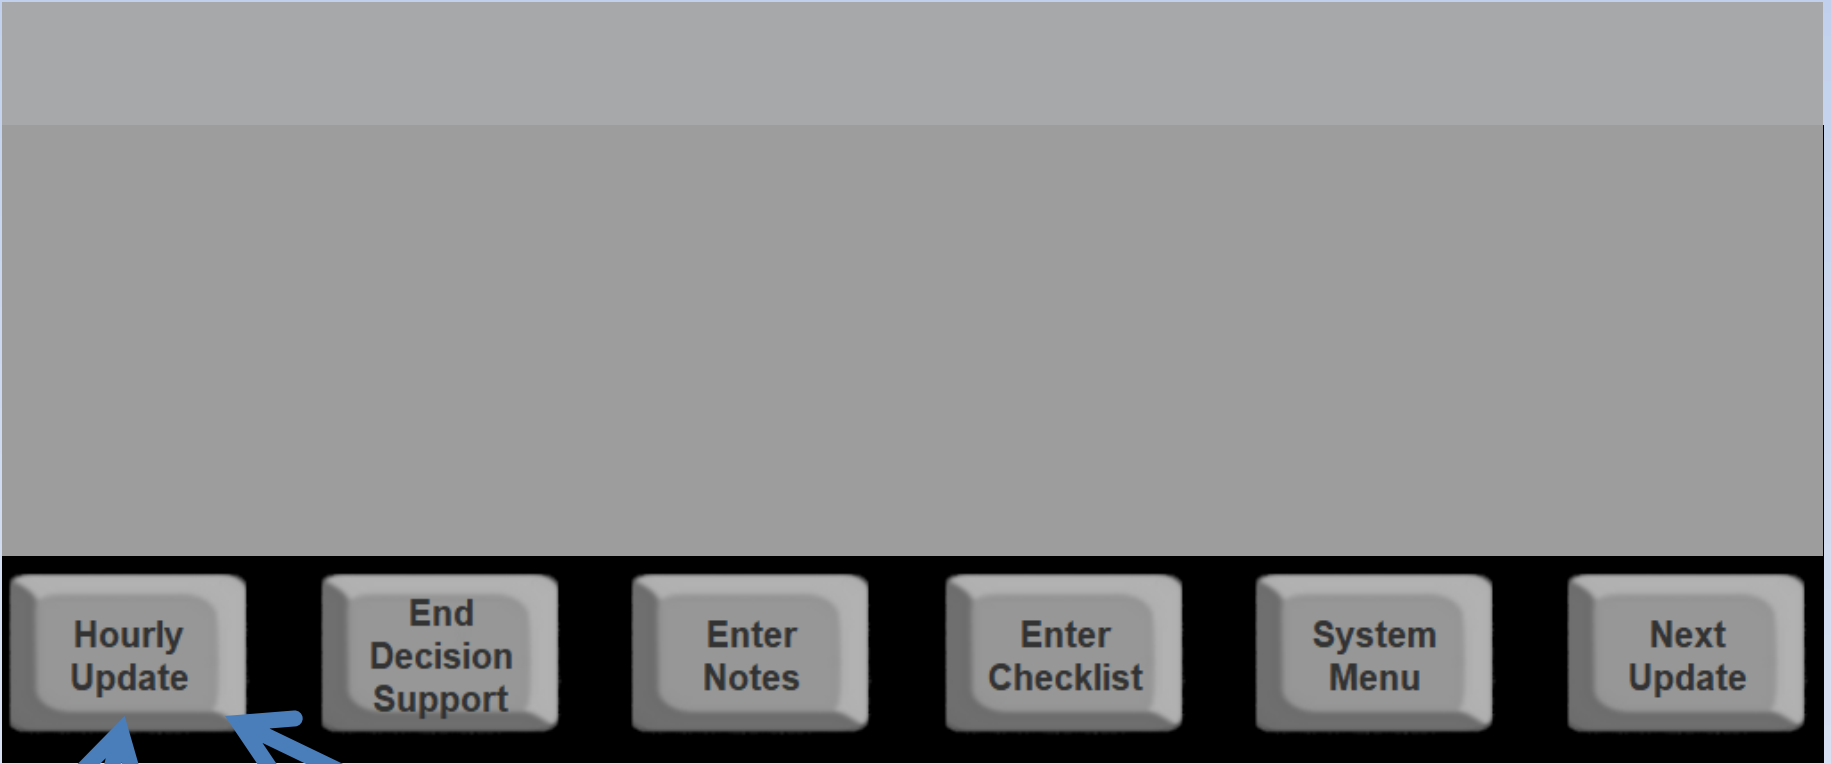 Hourly
Update
End
Decision
Support
Enter
Notes
Enter
Checklist
System
Menu
Next
Update